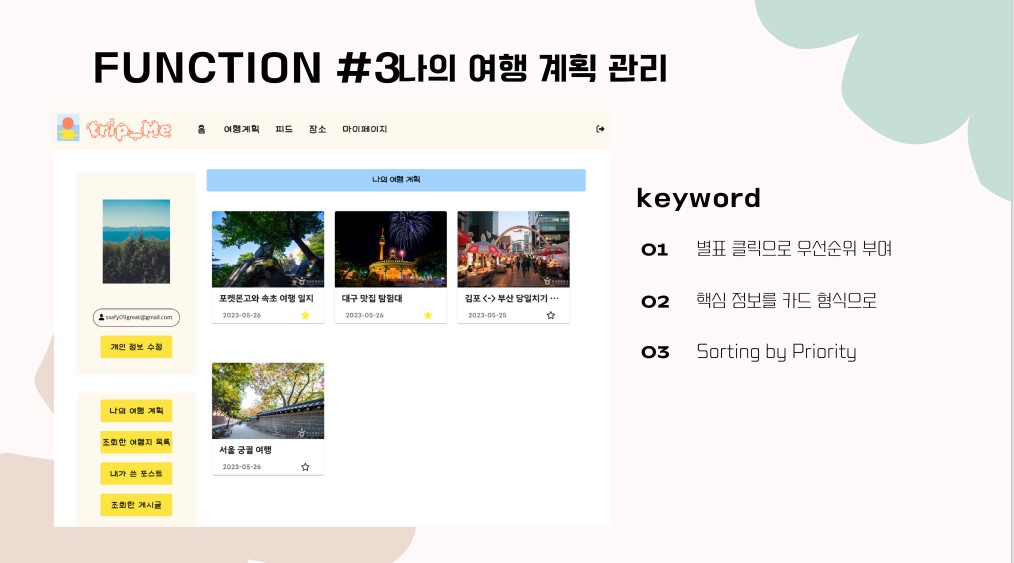 FUNCTION #3나의 여행 계획 관리
trip_Me
홈 여행계획 피드 장소 마이페이지
나의 여행 계획
ssafy09great@gmail.com
개인 정보 수정
나의 여행 계획
조회한 여행지 목록
내가 쓴 포스트
조회한 게시글
포켓몬고와 속초 여행 일지
2023-05-26
대구 맛집 탐험대
2023-05-26
김포 <-> 부산 당일치기 ...
2023-05-25
서울 궁궐 여행
2023-05-26
keyword
01 별표 클릭으로 우선순위 부여
02 핵심 정보를 카드 형식으로
03 Sorting by Priority